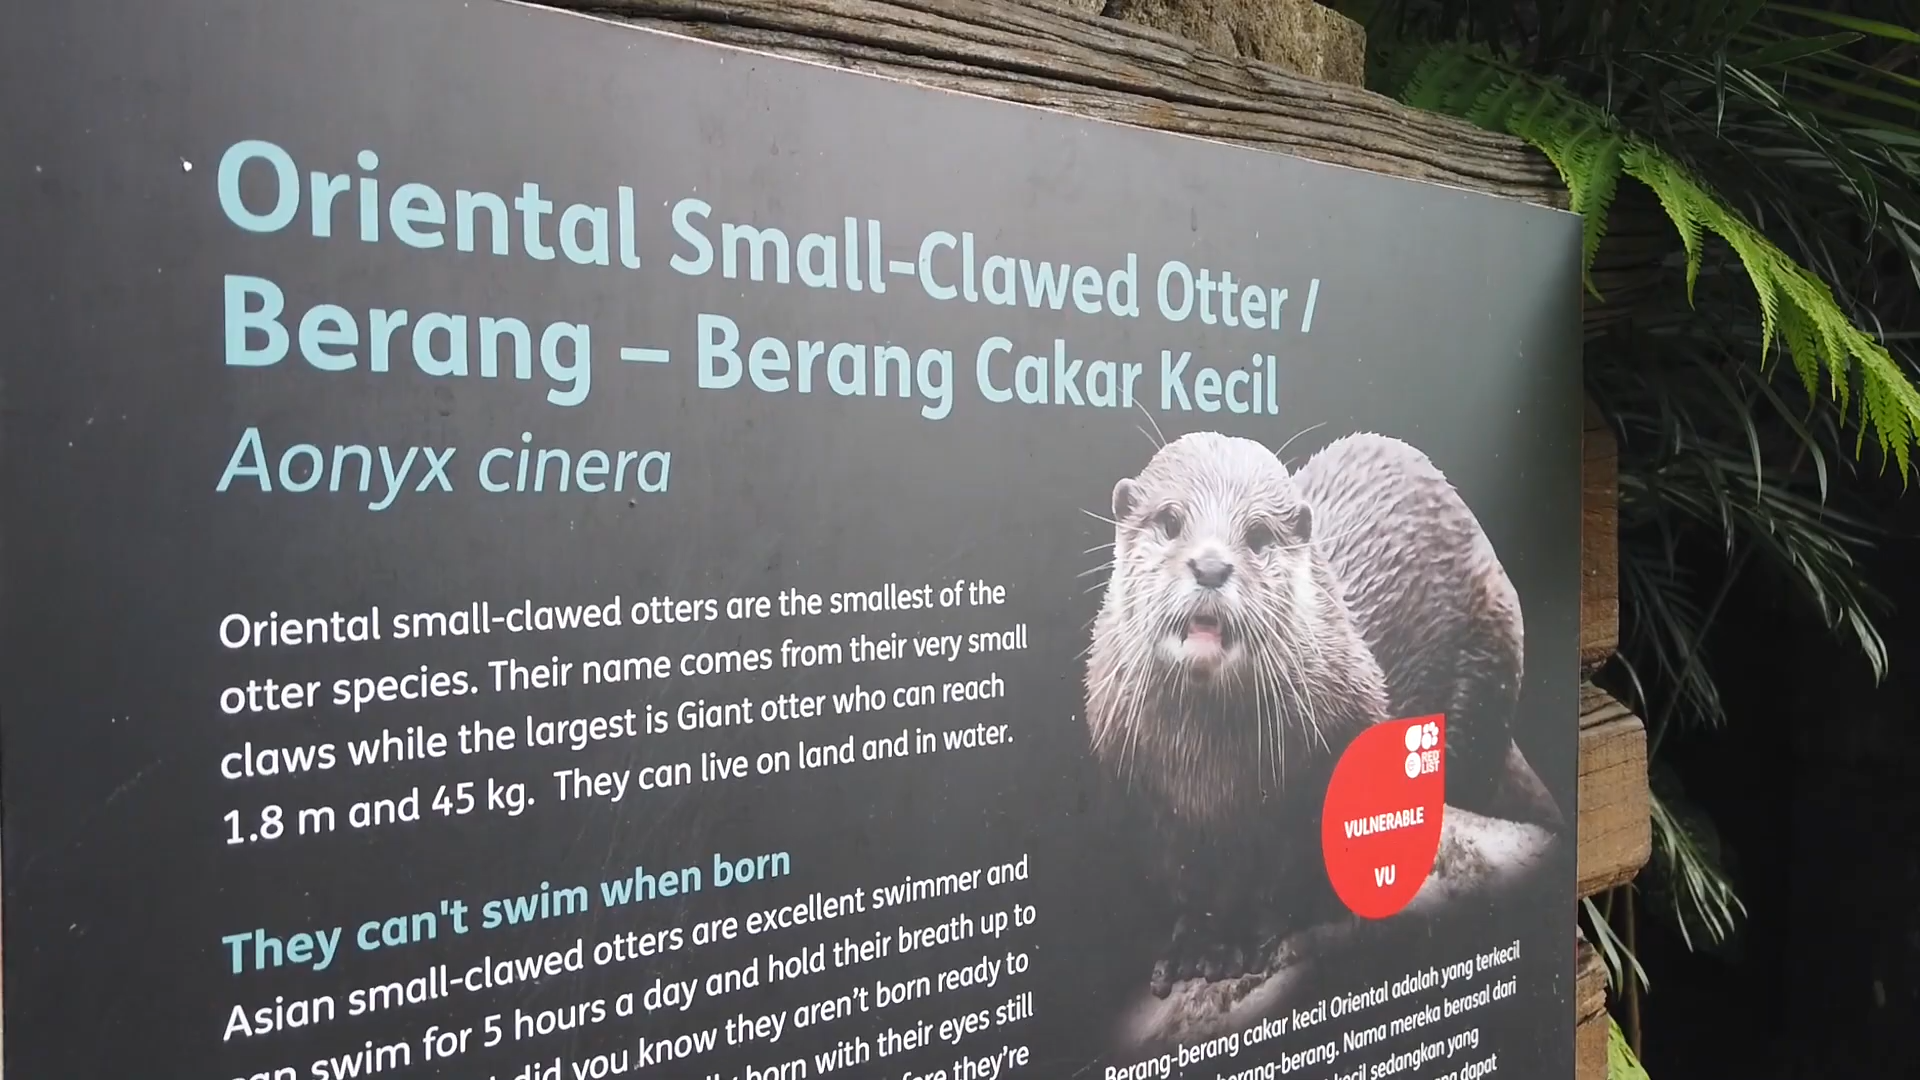 Oriental Small-Clawed Otter /
Berang – Berang Cakar Kecil
Aonyx cinera
Oriental small-clawed otters are the smallest of the
otter species. Their name comes from their very small
claws while the largest is Giant otter who can reach
1.8 m and 45 kg. They can live on land and in water.
They can't swim when born
Asian small-clawed otters are excellent swimmer and
swim for 5 hours a day and hold their breath up to
did you know they aren't born ready to
born with their eyes still
they're
RED
LIST
VULNERABLE
VU
Berang-berang cakar kecil Oriental adalah yang terkecil
berang-berang. Nama mereka berasal dari
kecil sedangkan yang
dapat